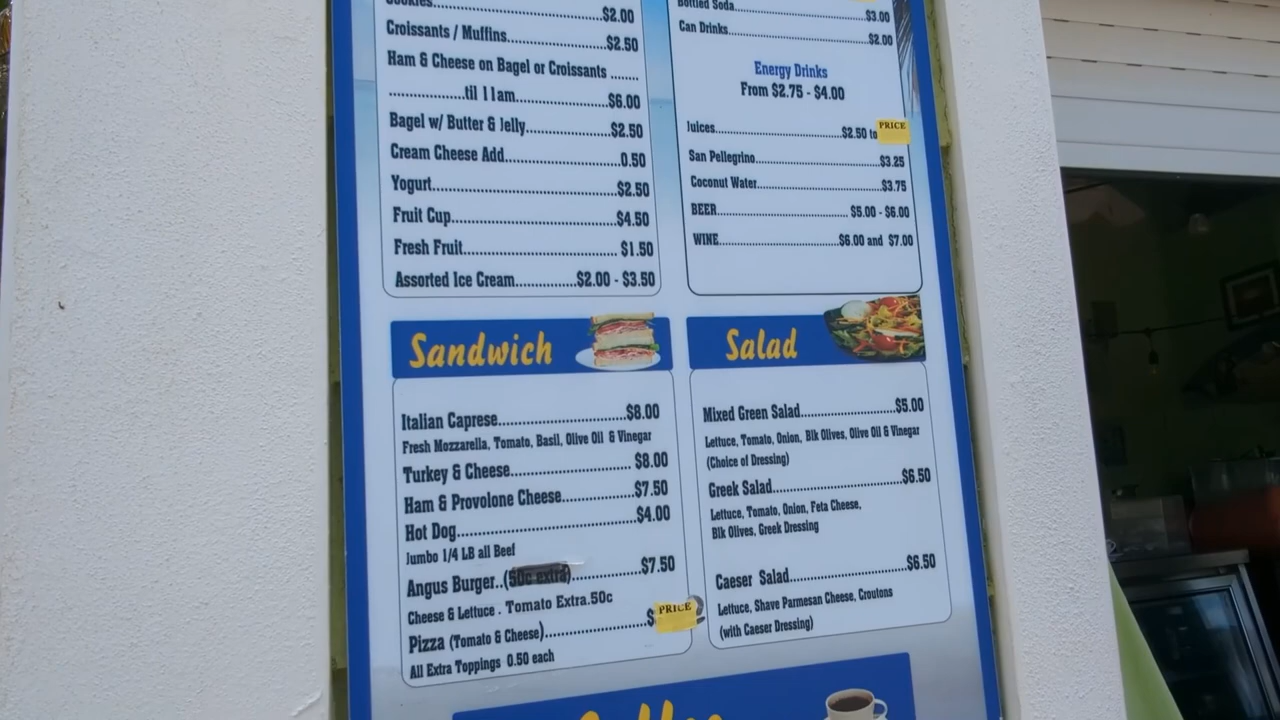 Cookies..........$2.00
Croissants / Muffins..........$2.50
Ham & Cheese on Bagel or Croissants ........
..................til 11am..........$6.00
Bagel w/ Butter & Jelly..........$2.50
Cream Cheese Add..........0.50
Yogurt..........$2.50
Fruit Cup..........$4.50
Fresh Fruit.......... $1.50
Assorted Ice Cream..........$2.00 - $3.50
Bottled Soda..........$3.00
Can Drinks..........$2.00
Energy Drinks
From $2.75 - $4.00
Juices..........$2.50 to PRICE
San Pellegrino..........$3.25
Coconut Water..........$3.75
BEER.......... $5.00 - $6.00
WINE..........$6.00 and $7.00
Sandwich
Italian Caprese..........$8.00
Fresh Mozzarella, Tomato, Basil, Olive Oil & Vinegar
Turkey & Cheese.......... $8.00
Ham & Provolone Cheese..........$7.50
Hot Dog..........$4.00
Jumbo 1/4 LB all Beef
Angus Burger..(50c extra)..........$7.50
Cheese & Lettuce . Tomato Extra.50c
Pizza (Tomato & Cheese)..........$ PRICE
All Extra Toppings 0.50 each
Salad
Mixed Green Salad..........$5.00
Lettuce, Tomato, Onion, Blk Olives, Olive Oil & Vinegar
(Choice of Dressing)
Greek Salad..........$6.50
Lettuce, Tomato, Onion, Feta Cheese,
Blk Olives, Greek Dressing
Caeser Salad..........$6.50
Lettuce, Shave Parmesan Cheese, Croutons
(with Caeser Dressing)